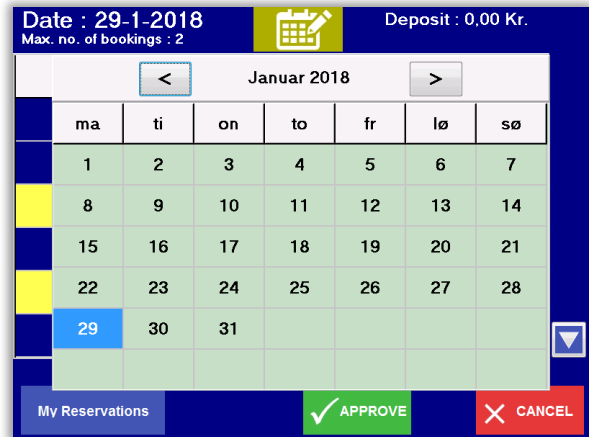 Date : 29-1-2018
Deposit : 0,00 Kr.
Max. no. of bookings : 2
< Januar 2018 >
ma ti on to fr lø sø
1 2 3 4 5 6 7
8 9 10 11 12 13 14
15 16 17 18 19 20 21
22 23 24 25 26 27 28
29 30 31
My Reservations APPROVE CANCEL